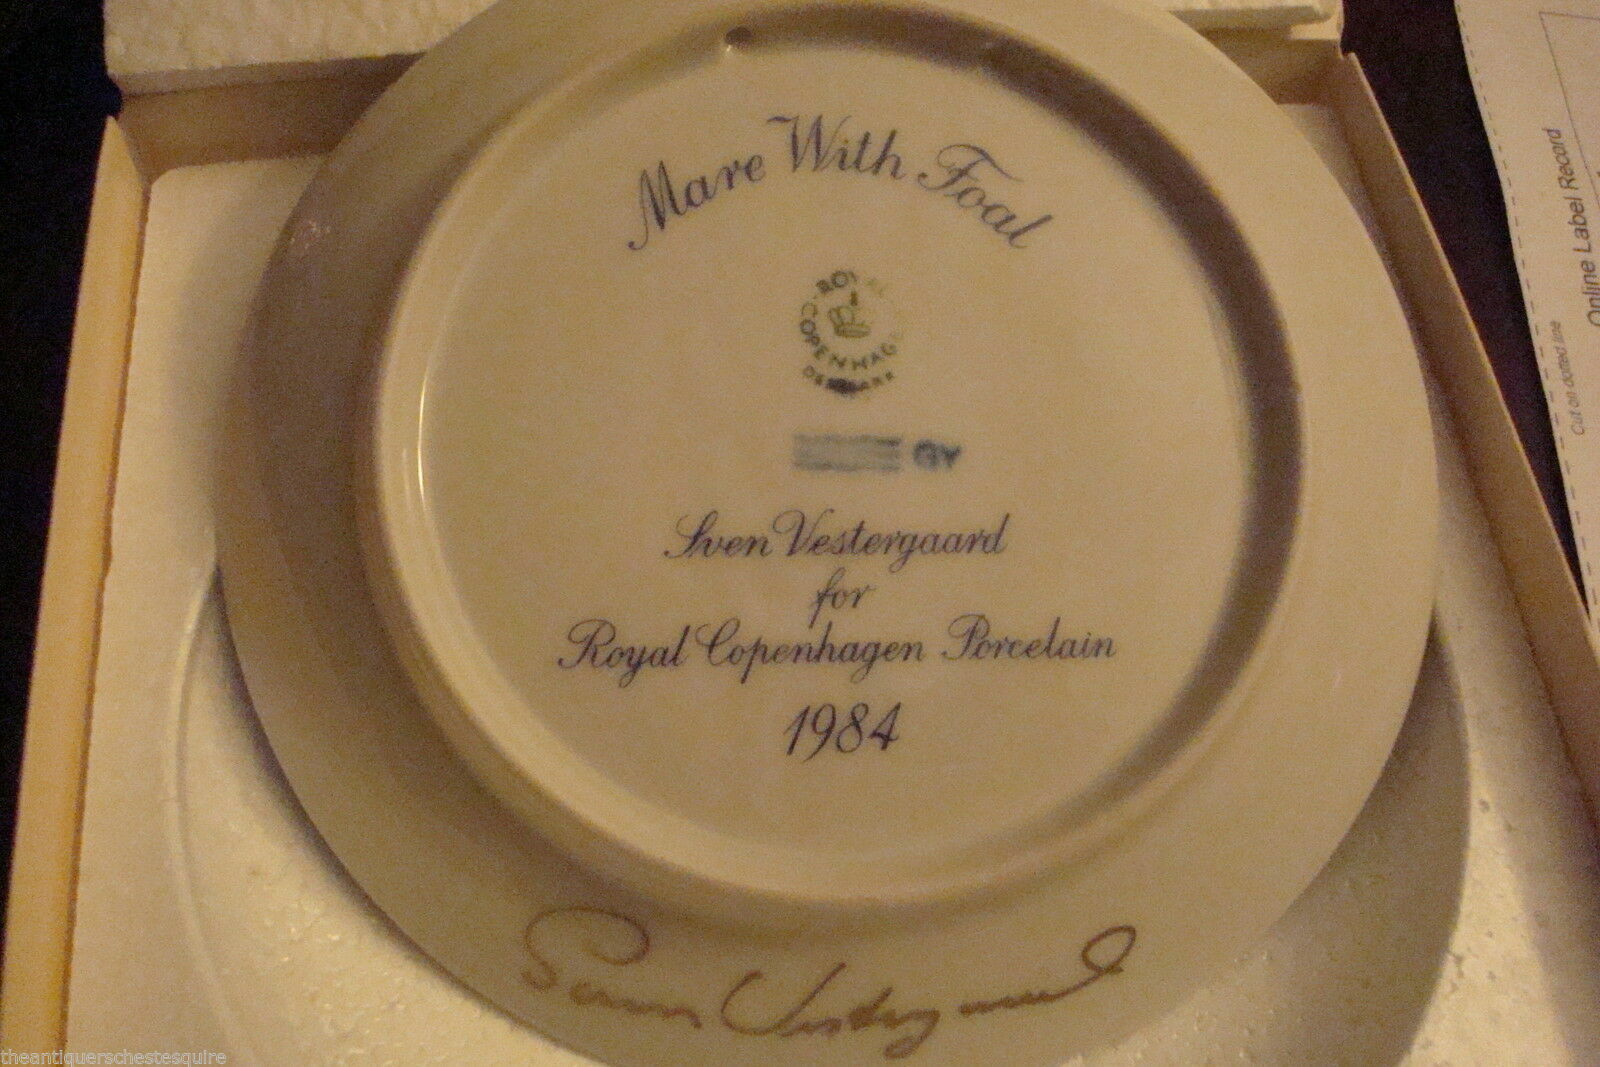 Mare With Foal
ROYAL
COPENHAGEN
DENMARK
GY
Sven Vestergaard
for
Royal Copenhagen Porcelain
1984
Online Label Record
Cut on dotted line
theantiquerschestesquire